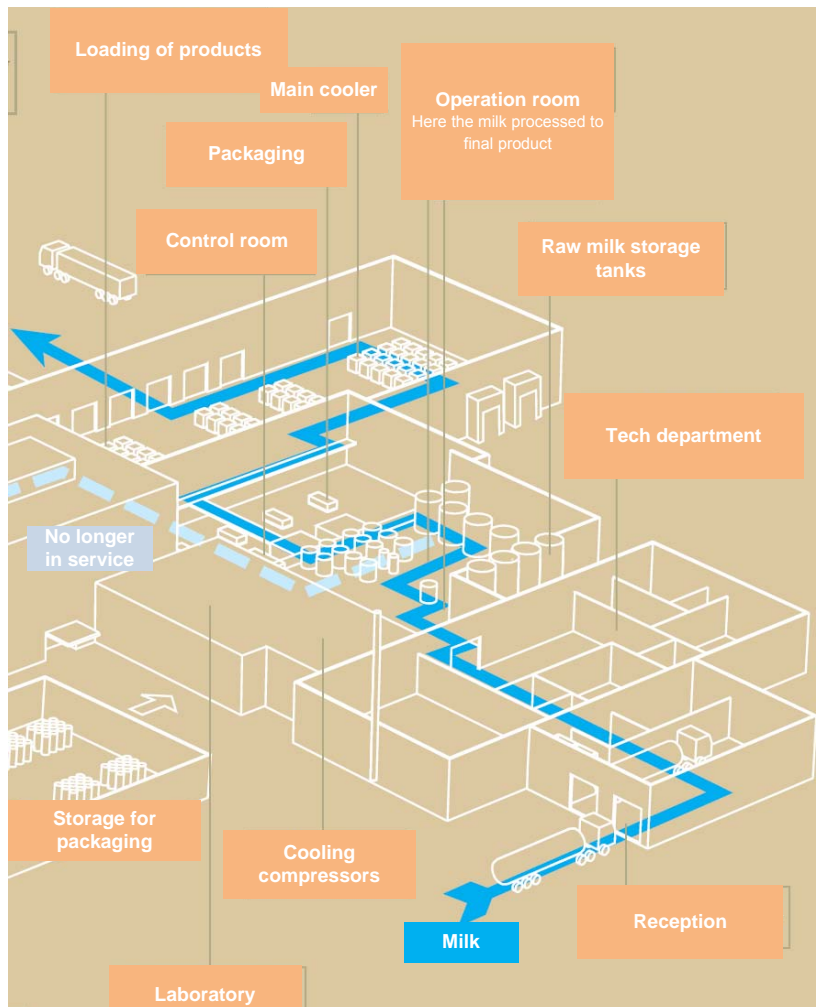 Loading of products
Main cooler
Operation room
Here the milk processed to
final product
Packaging
Control room
Raw milk storage
tanks
Tech department
No longer
in service
Storage for
packaging
Cooling
compressors
Reception
Milk
Laboratory